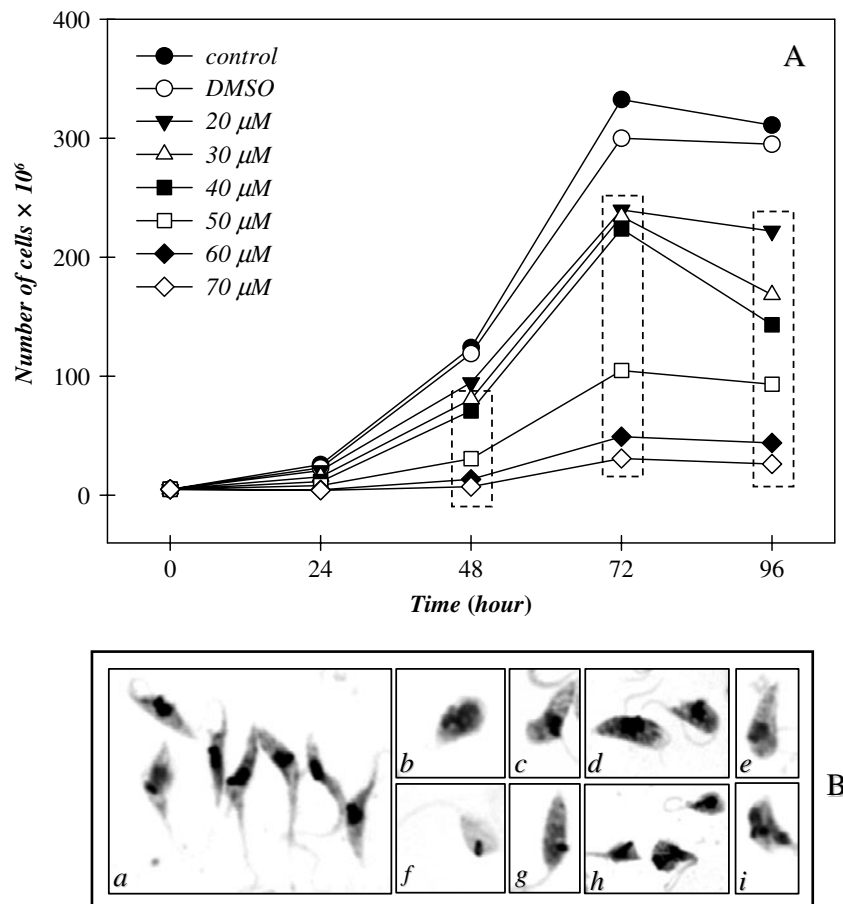 400
A
control
DMSO
20 μM
30 μM
40 μM
50 μM
60 μM
70 μM
300
200
100
0
Number of cells × 10⁶
0 24 48 72 96
Time (hour)
B
a b c d e
f g h i